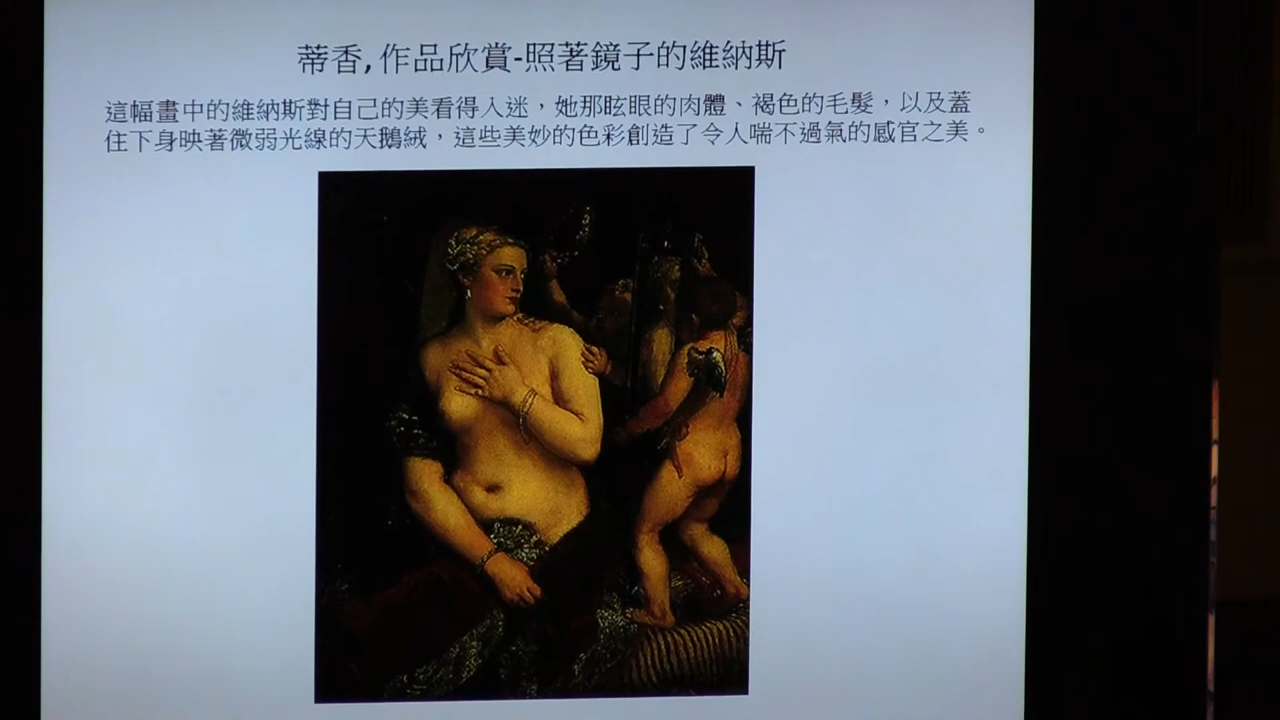 蒂香, 作品欣賞-照著鏡子的維納斯
這幅畫中的維納斯對自己的美看得入迷，她那眩眼的肉體、褐色的毛髮，以及蓋
住下身映著微弱光線的天鵝絨，這些美妙的色彩創造了令人喘不過氣的感官之美。